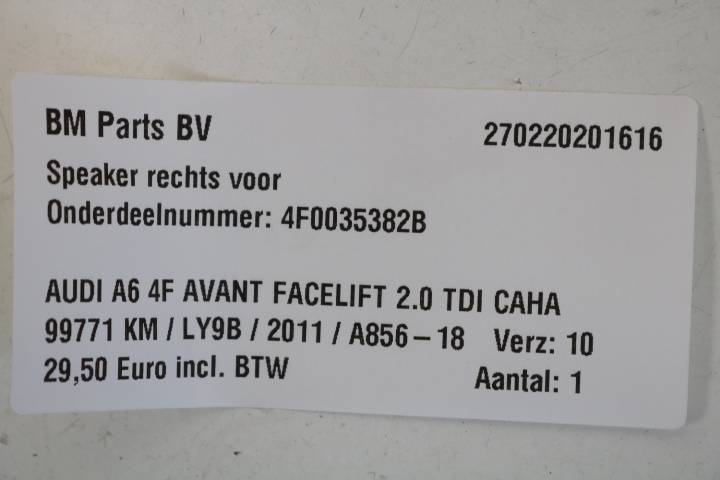 BM Parts BV 270220201616
Speaker rechts voor
Onderdeelnummer: 4F0035382B
AUDI A6 4F AVANT FACELIFT 2.0 TDI CAHA
99771 KM / LY9B / 2011 / A856-18 Verz: 10
29,50 Euro incl. BTW Aantal: 1